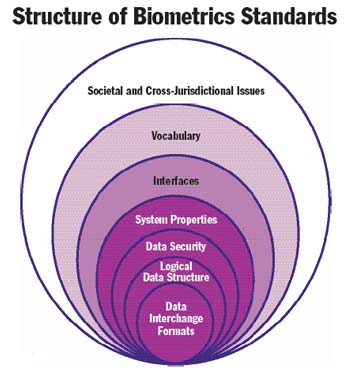 Structure of Biometrics Standards
Societal and Cross-Jurisdictional Issues
Vocabulary
Interfaces
System Properties
Data Security
Logical
Data Structure
Data
Interchange
Formats